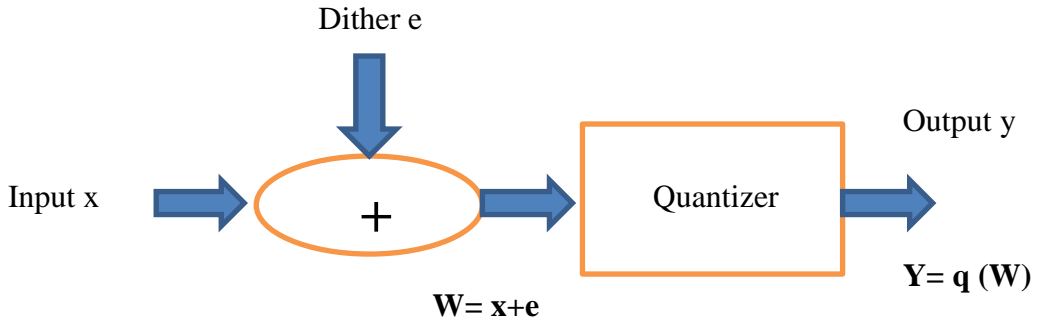 Dither e
Input x
+
Quantizer
Output y
W= x+e
Y= q (W)